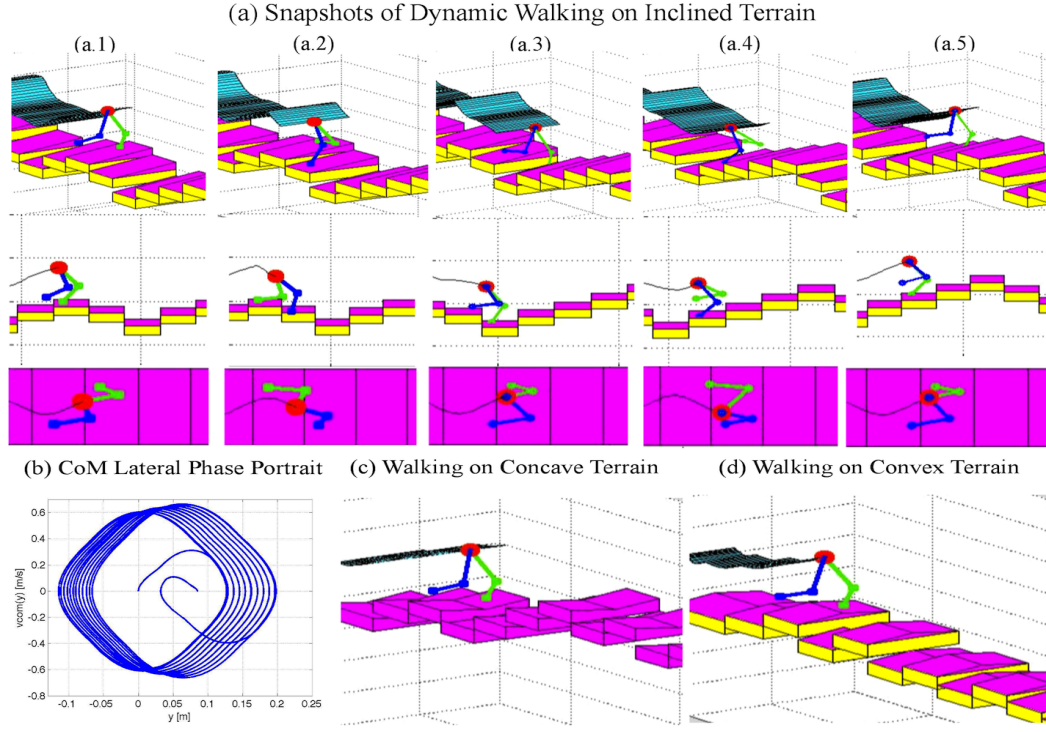 (a) Snapshots of Dynamic Walking on Inclined Terrain
(a.1) (a.2) (a.3) (a.4) (a.5)
(b) CoM Lateral Phase Portrait
(c) Walking on Concave Terrain
(d) Walking on Convex Terrain
0.6
0.4
0.2
0
-0.2
-0.4
-0.6
-0.8
vcom(y) [m/s]
-0.1 -0.05 0 0.05 0.1 0.15 0.2 0.25
y [m]